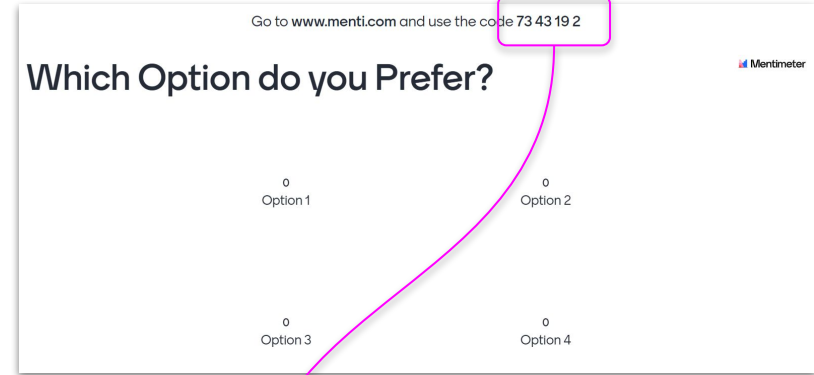 Go to www.menti.com and use the code 73 43 19 2
Which Option do you Prefer?
Mentimeter
0
Option 1
0
Option 2
0
Option 3
0
Option 4